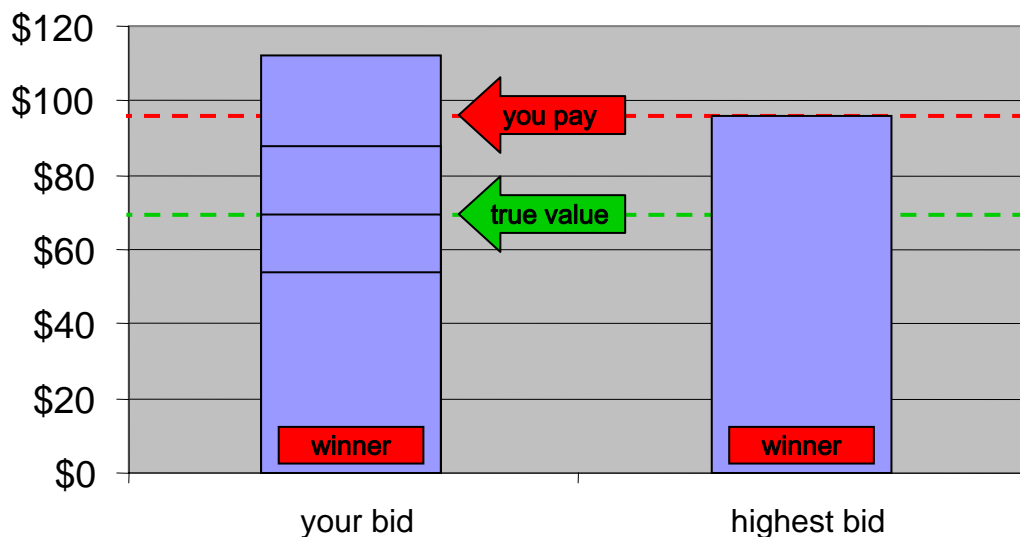 $120
$100
you pay
$80
true value
$60
$40
$20
winner
winner
$0
your bid
highest bid